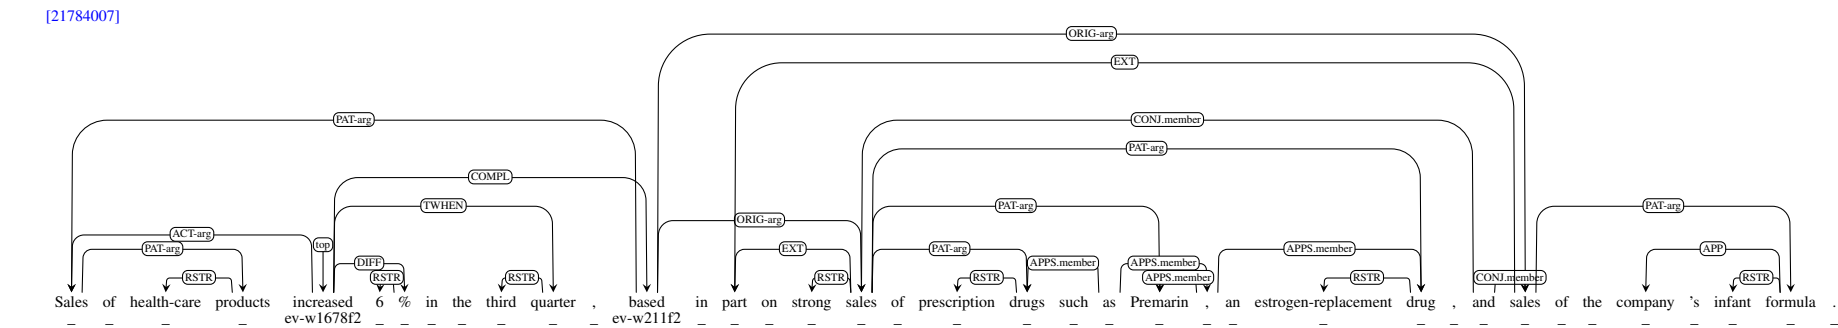 [21784007]
ORIG-arg
EXT
PAT-arg CONJ.member
PAT-arg
COMPL
TWHEN PAT-arg PAT-arg
ORIG-arg
ACT-arg top
PAT-arg EXT PAT-arg APPS.member APP
DIFF APPS.member APPS.member
RSTR RSTR RSTR RSTR RSTR APPS.member RSTR CONJ.member RSTR
Sales of health-care products increased 6 % in the third quarter , based in part on strong sales of prescription drugs such as Premarin , an estrogen-replacement drug , and sales of the company 's infant formula .
_ _ _ _ ev-w1678f2 _ _ _ _ _ _ _ ev-w211f2 _ _ _ _ _ _ _ _ _ _ _ _ _ _ _ _ _ _ _ _ _ _ _ _ _